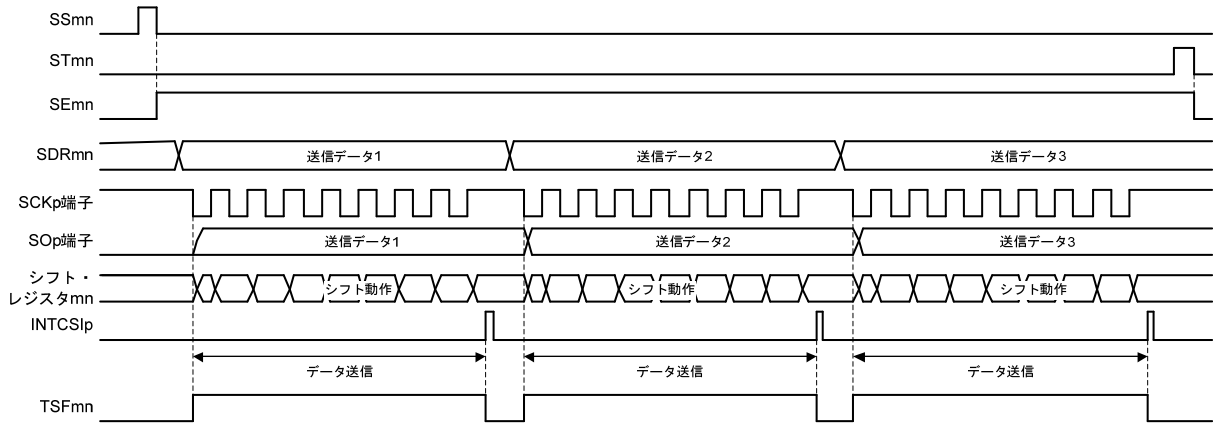 SSmn
STmn
SEmn
SDRmn 送信データ1 送信データ2 送信データ3
SCKp端子
SOp端子 送信データ1 送信データ2 送信データ3
シフト・
レジスタmn シフト動作 シフト動作 シフト動作
INTCSIp
データ送信 データ送信 データ送信
TSFmn